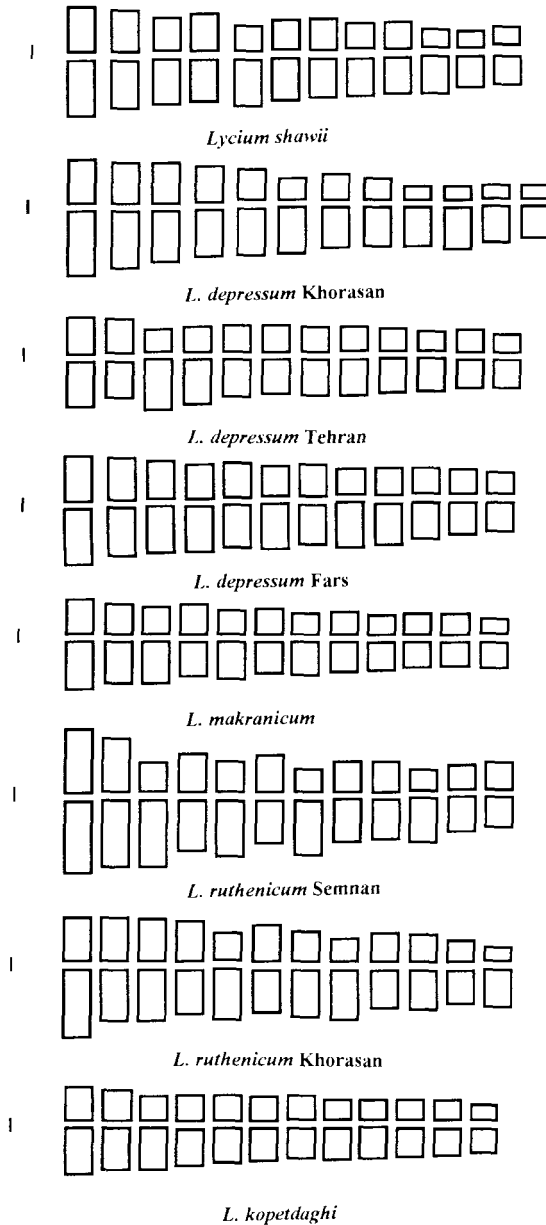 Lycium shawii
L. depressum Khorasan
L. depressum Tehran
L. depressum Fars
L. makranicum
L. ruthenicum Semnan
L. ruthenicum Khorasan
L. kopetdaghi